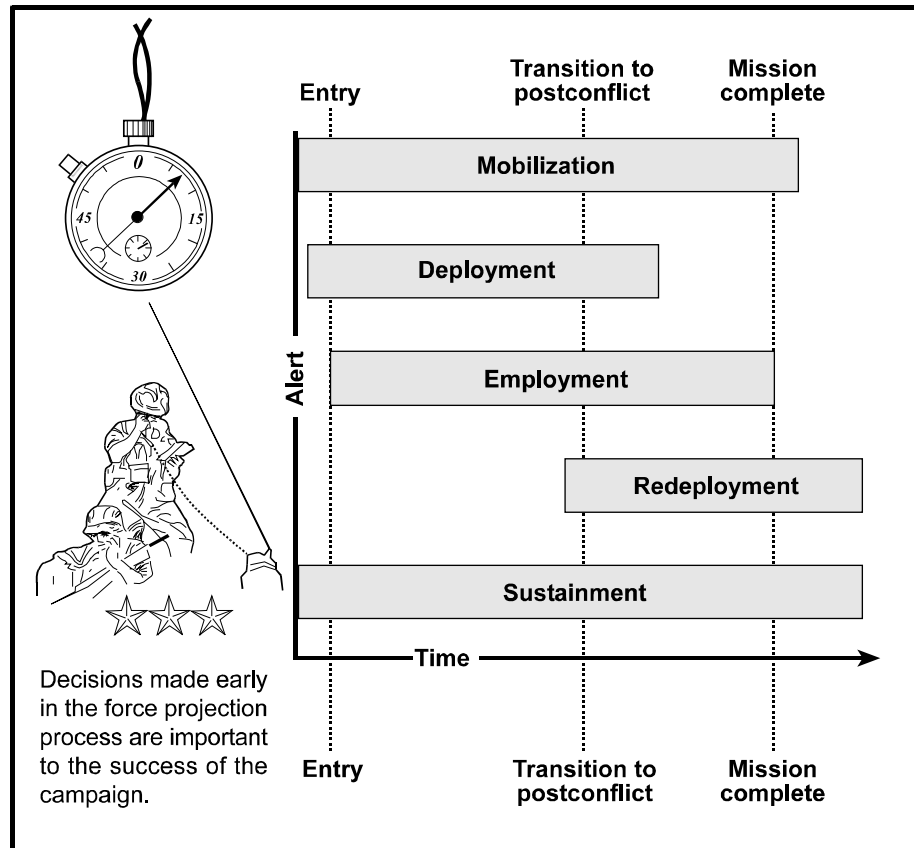 Entry
Transition to
postconflict
Mission
complete
0
45
15
30
Mobilization
Deployment
Employment
Redeployment
Sustainment
Alert
Time
Decisions made early
in the force projection
process are important
to the success of the
campaign.
Entry
Transition to
postconflict
Mission
complete